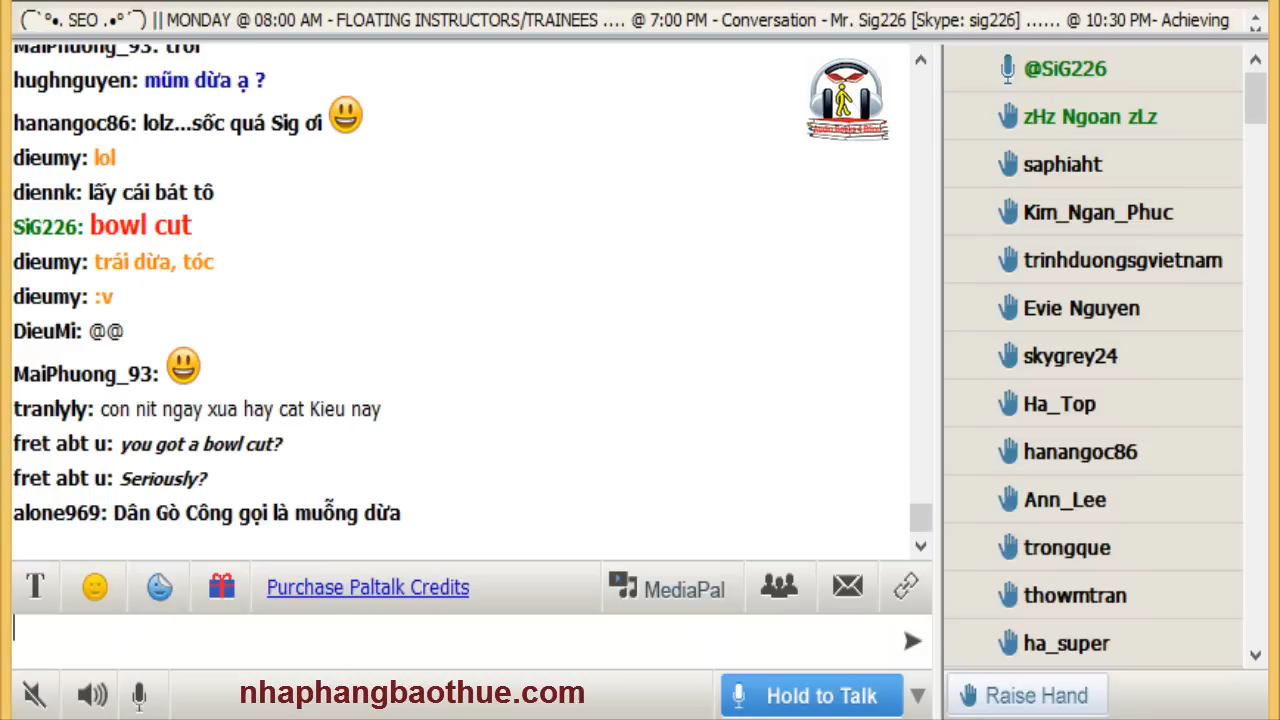 (¯`°•. SEO .•°´¯) || MONDAY @ 08:00 AM - FLOATING INSTRUCTORS/TRAINEES .... @ 7:00 PM - Conversation - Mr. Sig226 [Skype: sig226] ...... @ 10:30 PM- Achieving
MaiPhuong_93: troi
hughnguyen: mũm dừa ạ ?
hanangoc86: lolz...sốc quá Sig ơi
dieumy: lol
diennk: lấy cái bát tô
SiG226: bowl cut
dieumy: trái dừa, tóc
dieumy: :v
DieuMi: @@
MaiPhuong_93:
tranlyly: con nit ngay xua hay cat Kieu nay
fret abt u: you got a bowl cut?
fret abt u: Seriously?
alone969: Dân Gò Công gọi là muỗng dừa
@SiG226
zHz Ngoan zLz
saphiaht
Kim_Ngan_Phuc
trinhduongsgvietnam
Evie Nguyen
skygrey24
Ha_Top
hanangoc86
Ann_Lee
trongque
thowmtran
ha_super
T
Purchase Paltalk Credits
MediaPal
nhaphangbaothue.com
Hold to Talk
Raise Hand